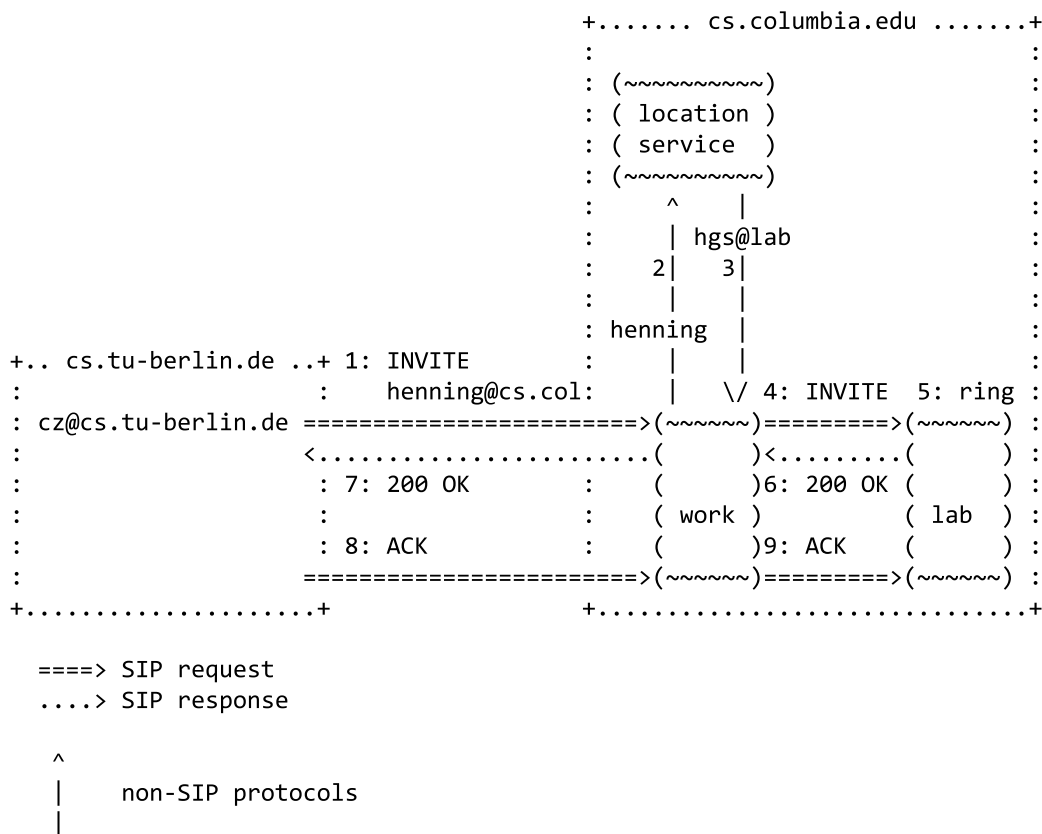 +....... cs.columbia.edu .......+
:                               :
: (~~~~~~~~~~)                  :
: ( location )                  :
: ( service  )                  :
: (~~~~~~~~~~)                  :
:     ^    |                    :
:     | hgs@lab                 :
:    2|   3|                    :
:     |    |                    :
: henning  |                    :
+.. cs.tu-berlin.de ..+ 1: INVITE        :     |    |                    :
:                     :    henning@cs.col:     |   \/ 4: INVITE  5: ring :
: cz@cs.tu-berlin.de ========================>(~~~~~~)=========>(~~~~~~) :
:                    <........................(      )<.........(      ) :
:                     : 7: 200 OK        :    (      )6: 200 OK (      ) :
:                     :                  :    ( work )          ( lab  ) :
:                     : 8: ACK           :    (      )9: ACK    (      ) :
:                    ========================>(~~~~~~)=========>(~~~~~~) :
+.....................+                  +...............................+
====> SIP request
....> SIP response
^
|    non-SIP protocols
|